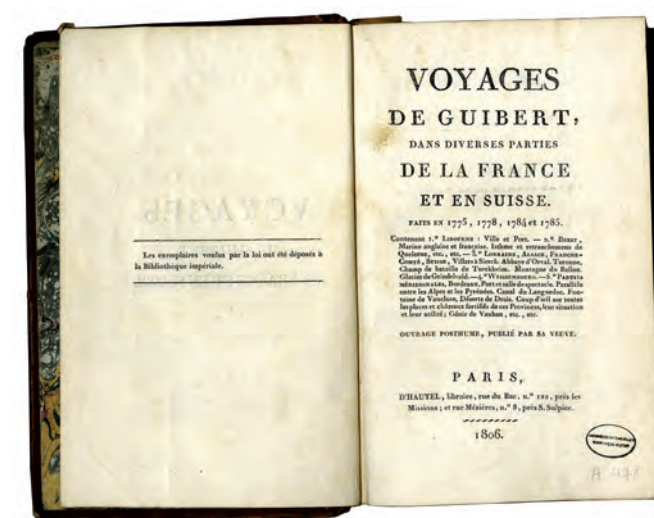 Les exemplaires voulus par la loi ont été déposés à
la Bibliothèque impériale.
VOYAGES
DE GUIBERT,
DANS DIVERSES PARTIES
DE LA FRANCE
ET EN SUISSE.
FAITS EN 1775, 1778, 1784 et 1785.
Contenant 1.º LIBOURNE : Ville et Port. — 2.º BREST,
Marine anglaise et française. Isthme et retranchemens de
Quelerne, etc., etc. — 3.º LORRAINE, ALSACE, FRANCHE-
COMTÉ, SUISSE, Villars à Sierck. Abbaye d'Orval. Turenne,
Champ de bataille de Turckheim. Montagne du Ballon.
Glacier de Grindelvald. — 4.º — 5.º PARTIES
MÉRIDIONALES, Bordeaux, Port et salle de spectacle. Parallèle
entre les Alpes et les Pyrénées. Canal du Languedoc. Fon-
taine de Vaucluse, Déserts de Coup d'œil sur toutes
les places et châteaux fortifiés de ces Provinces, leur situation
et leur utilité; Génie de Vauban, etc., etc.
OUVRAGE POSTHUME, PUBLIÉ PAR SA VEUVE.
PARIS,
D'HAUTEL, libraire, rue du Bac, n.º 122, près les
Missions ; et rue Mézières, n.º 8, près S. Sulpice.
1806.